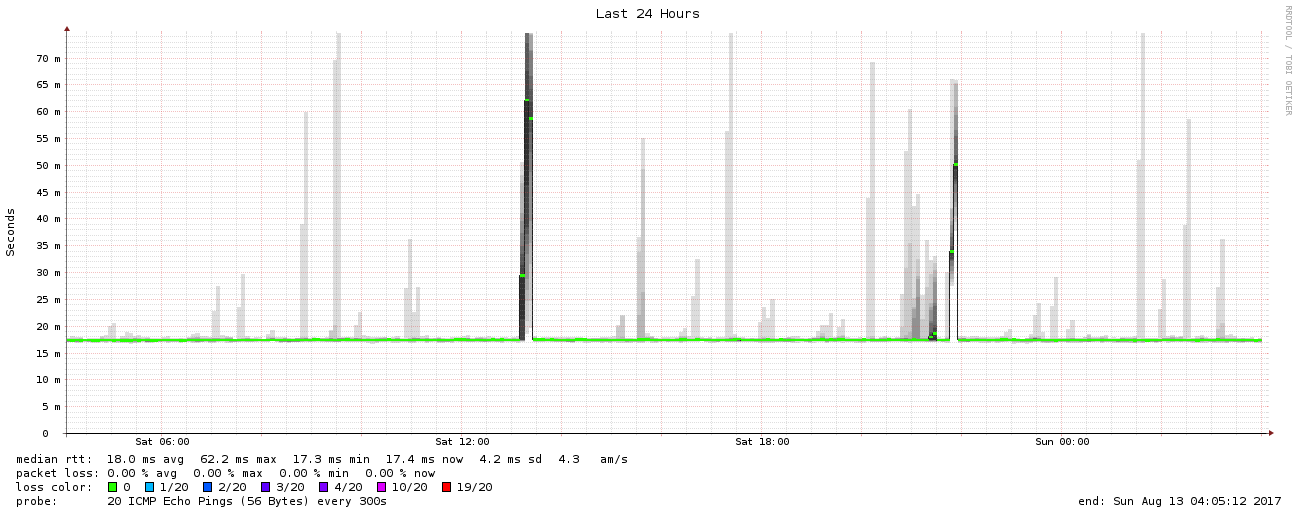 Last 24 Hours
RRDTOOL / TOBI OETIKER
Seconds
70 m
65 m
60 m
55 m
50 m
45 m
40 m
35 m
30 m
25 m
20 m
15 m
10 m
5 m
0
Sat 06:00 Sat 12:00 Sat 18:00 Sun 00:00
median rtt: 18.0 ms avg 62.2 ms max 17.3 ms min 17.4 ms now 4.2 ms sd 4.3 am/s
packet loss: 0.00 % avg 0.00 % max 0.00 % min 0.00 % now
loss color: 0 1/20 2/20 3/20 4/20 10/20 19/20
probe: 20 ICMP Echo Pings (56 Bytes) every 300s end: Sun Aug 13 04:05:12 2017